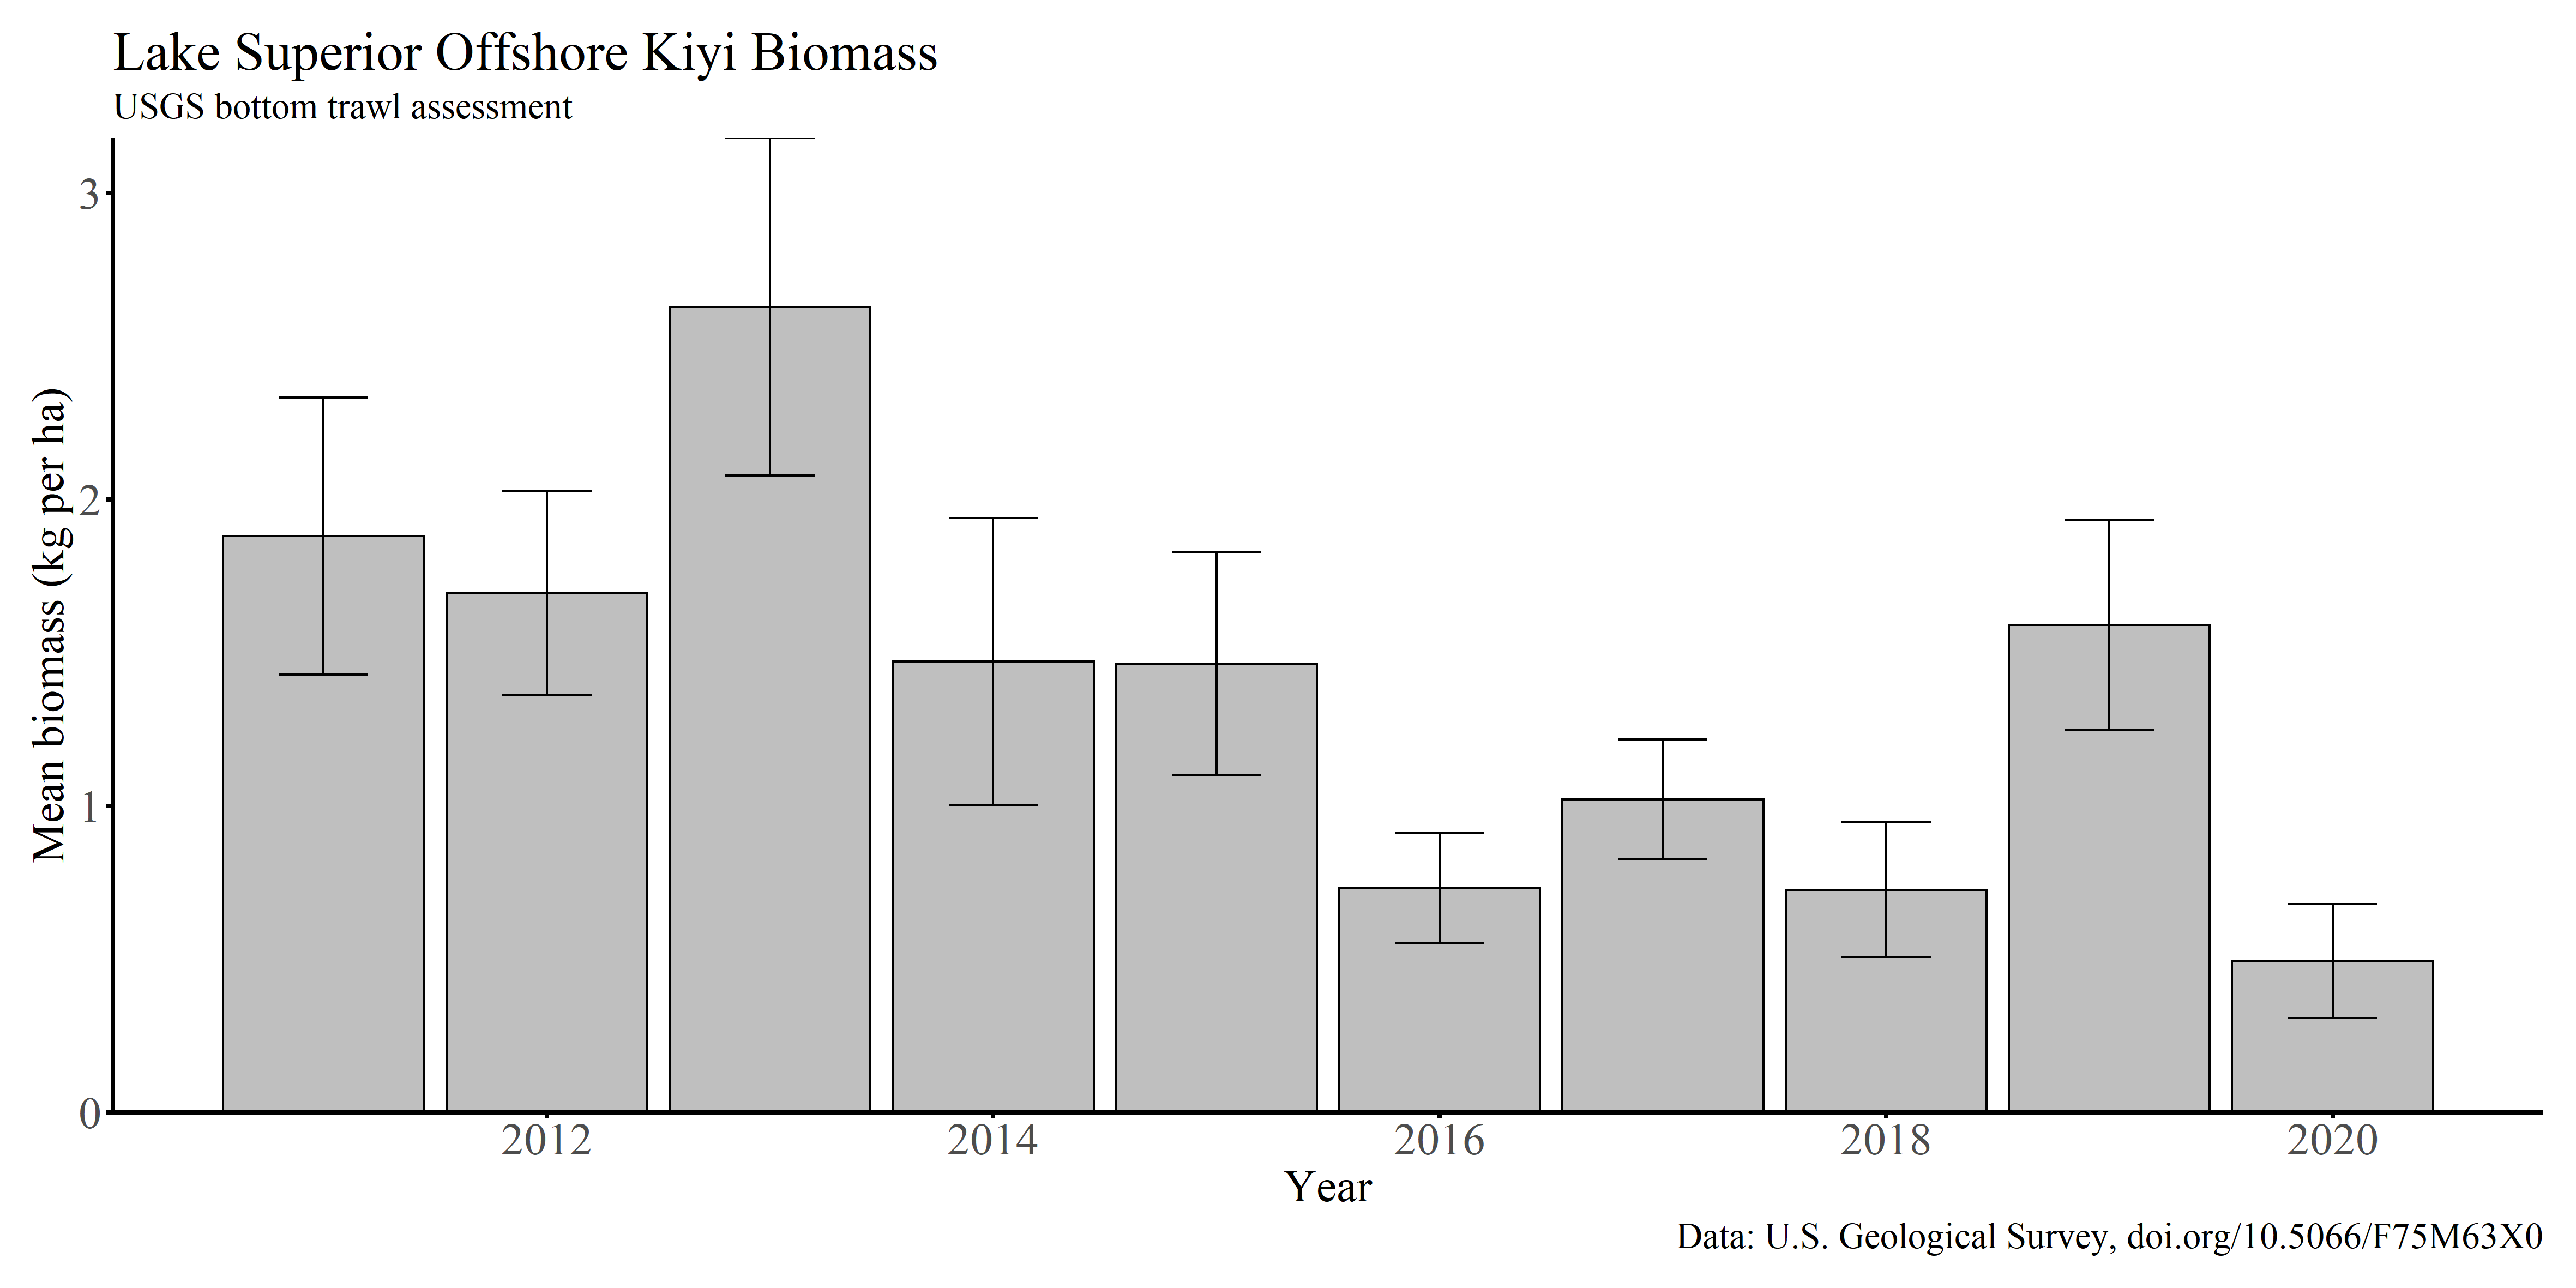 Lake Superior Offshore Kiyi Biomass
USGS bottom trawl assessment
Mean biomass (kg per ha)
3
2
1
0
2012 2014 2016 2018 2020
Year
Data: U.S. Geological Survey, doi.org/10.5066/F75M63X0